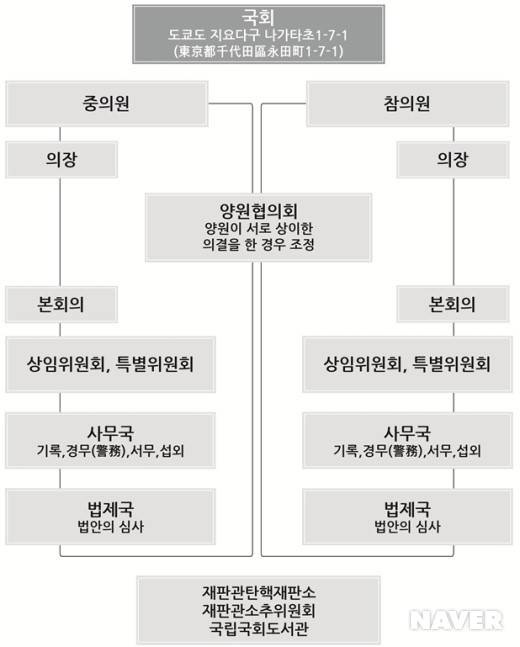 국회
도쿄도 지요다구 나가타초1-7-1
(東京都千代田區永田町1-7-1)
중의원
참의원
의장
의장
양원협의회
양원이 서로 상이한
의결을 한 경우 조정
본회의
본회의
상임위원회, 특별위원회
상임위원회, 특별위원회
사무국
기록,경무(警務),서무,섭외
사무국
기록,경무(警務),서무,섭외
법제국
법안의 심사
법제국
법안의 심사
재판관탄핵재판소
재판관소추위원회
국립국회도서관
NAVER